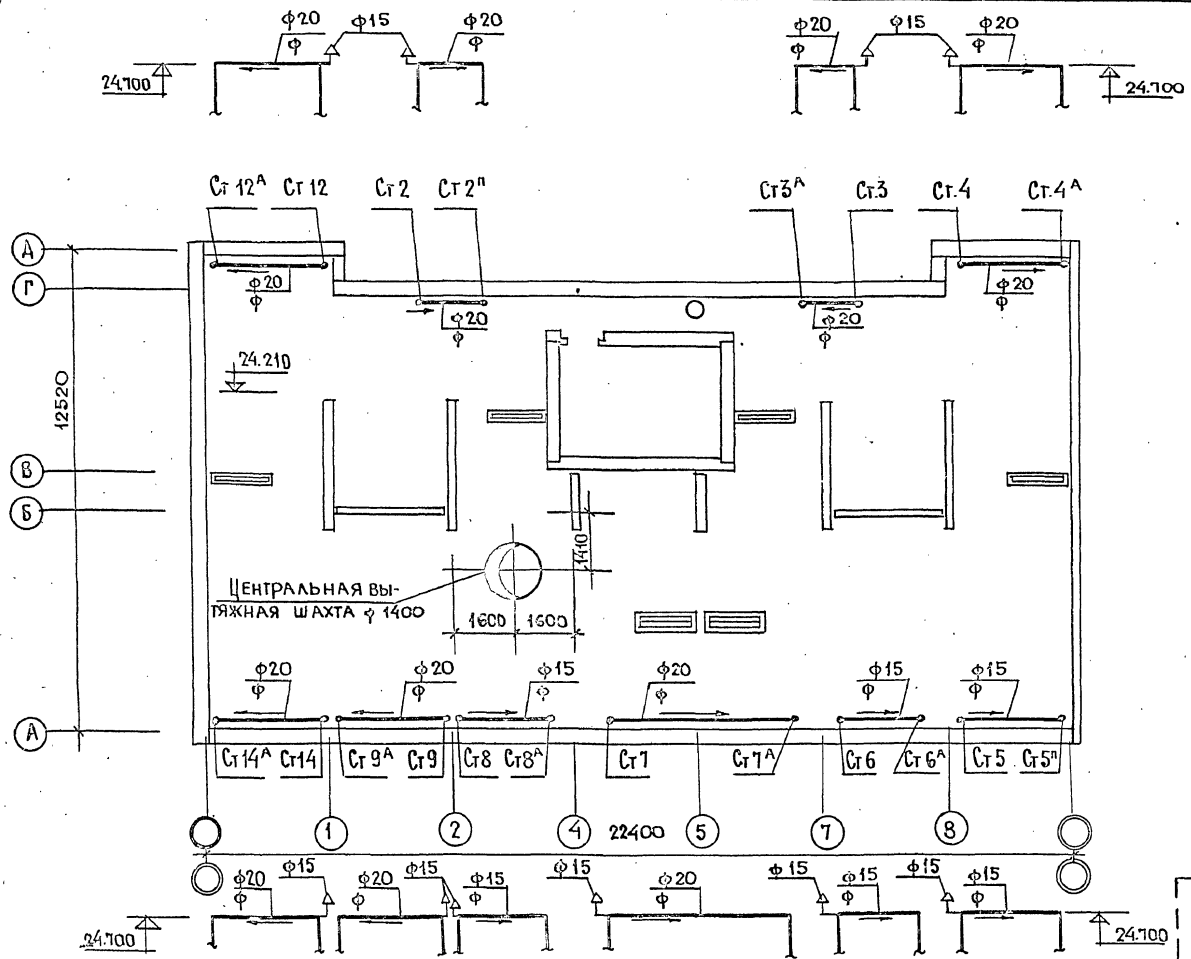 ф20 ф15 ф20
ф
24.700
ф20 ф15 ф20
ф ф
24.700
Ст 12А Ст 12 Ст 2 Ст 2п Ст3А Ст.3 Ст.4 Ст.4А
А
Г
ф20
ф
ф20
ф
ф20
ф
ф20
ф
24.210
12520
В
Б
1410
Центральная вы-
тяжная шахта ф 1400
1600 1600
ф20 ф20 ф15 ф20 ф15 ф15
ф ф ф ф ф ф
А
Ст14А Ст14 Ст9А Ст9 Ст8 Ст8А Ст7 Ст7А Ст6 Ст6А Ст5 Ст5п
1 2 4 5 7 8
22400
ф20 ф15 ф20 ф15 ф15 ф15 ф20 ф15 ф15 ф15 ф15
ф ф ф ф ф ф
24.700 24.700